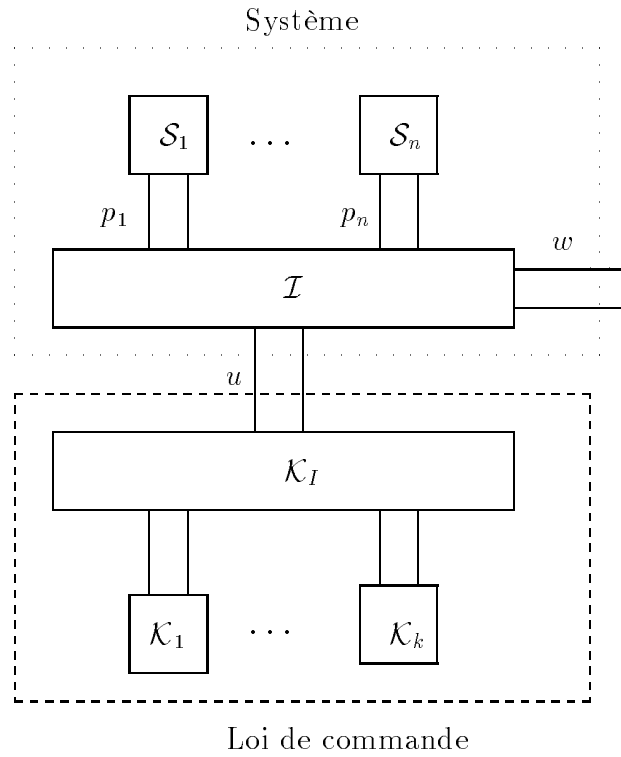 Système
𝒮₁ ... 𝒮ₙ
p₁ pₙ w
ℐ
u
𝒦_I
𝒦₁ ... 𝒦ₖ
Loi de commande